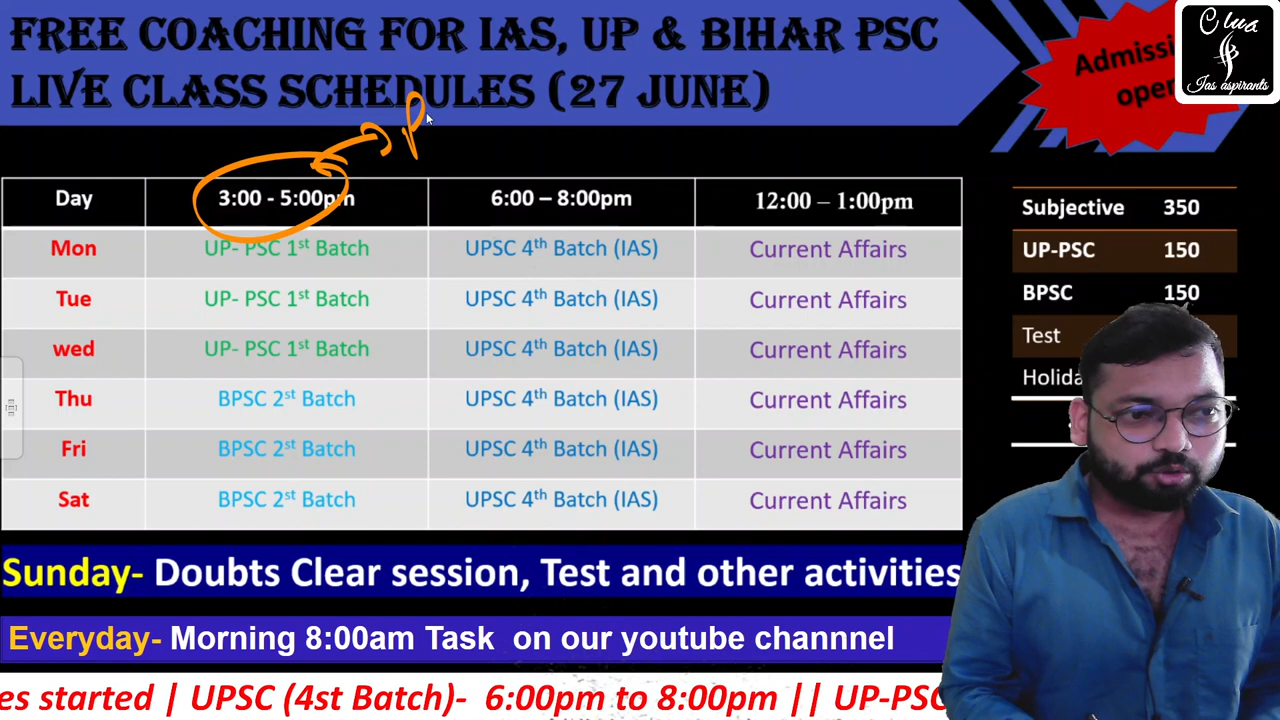 FREE COACHING FOR IAS, UP & BIHAR PSC
LIVE CLASS SCHEDULES (27 JUNE)
Clua
Ias aspirants
P
Day 3:00 - 5:00pm 6:00 – 8:00pm 12:00 – 1:00pm
Mon UP- PSC 1st Batch UPSC 4th Batch (IAS) Current Affairs
Tue UP- PSC 1st Batch UPSC 4th Batch (IAS) Current Affairs
wed UP- PSC 1st Batch UPSC 4th Batch (IAS) Current Affairs
Thu BPSC 2st Batch UPSC 4th Batch (IAS) Current Affairs
Fri BPSC 2st Batch UPSC 4th Batch (IAS) Current Affairs
Sat BPSC 2st Batch UPSC 4th Batch (IAS) Current Affairs
Subjective 350
UP-PSC 150
BPSC 150
Test
Sunday- Doubts Clear session, Test and other activities
Everyday- Morning 8:00am Task on our youtube channnel
started | UPSC (4st Batch)- 6:00pm to 8:00pm || UP-PSC